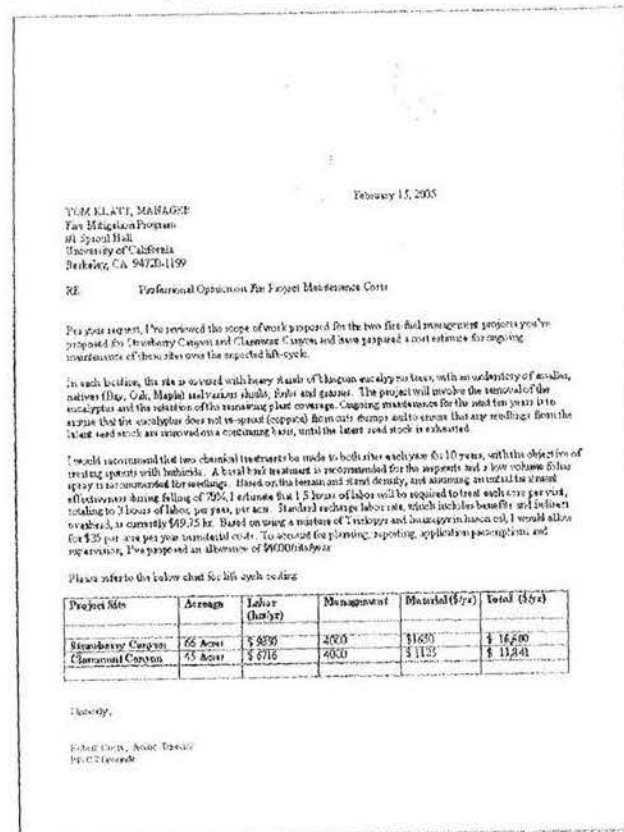 February 15, 2005
TOM KLATT, MANAGER
Fire Mitigation Program
#1 Sproul Hall
University of California
Berkeley, CA 94720-1199
RE: Professional Opinion on Fire Project Maintenance Costs
Per your request, I've reviewed the scope of work proposed for the two fire-fuel management projects you've
proposed for Strawberry Canyon and Claremont Canyon and have prepared a cost estimate for ongoing
maintenance of these sites over the expected life-cycle.
In each location, the site is covered with heavy stands of bluegum eucalyptus trees, with an understory of smaller,
natives (Bay, Oak, Maple) and various shrubs, forbs and grasses. The project will involve the removal of the
eucalyptus and the retention of the remaining plant coverage. Ongoing maintenance for the next ten years is to
ensure that the eucalyptus does not re-sprout (coppice) from cut stumps and to ensure that any seedlings from the
latent seed stock are removed on a continuing basis, until the latent seed stock is exhausted.
I would recommend that two chemical treatments be made to both sites each year for 10 years, with the objective of
treating sprouts with herbicide. A basal bark treatment is recommended for the resprouts and a low volume foliar
spray is recommended for seedlings. Based on the terrain and stand density, and assuming an initial treatment
effectiveness during felling of 70%, I estimate that 1.5 hours of labor will be required to treat each acre per visit,
totaling to 3 hours of labor, per year, per acre. Standard recharge labor rate, which includes benefits and indirect
overhead, is currently $49.75 hr. Based on using a mixture of Triclopyr and Imazapyr in basal oil, I would allow
for $25 per acre per year in material costs. To account for planning, reporting, application prescriptions and
supervision, I've proposed an allowance of $4000/site/year
Please refer to the below chart for life cycle costing
Project Site Acreage Labor (hrs/yr) Management Material ($/yr) Total ($/yr)
Strawberry Canyon 66 Acres $ 9850 4000 $1650
Claremont Canyon 45 Acres $ 6716 4000 $ 1125 $ 11,841
Sincerely,